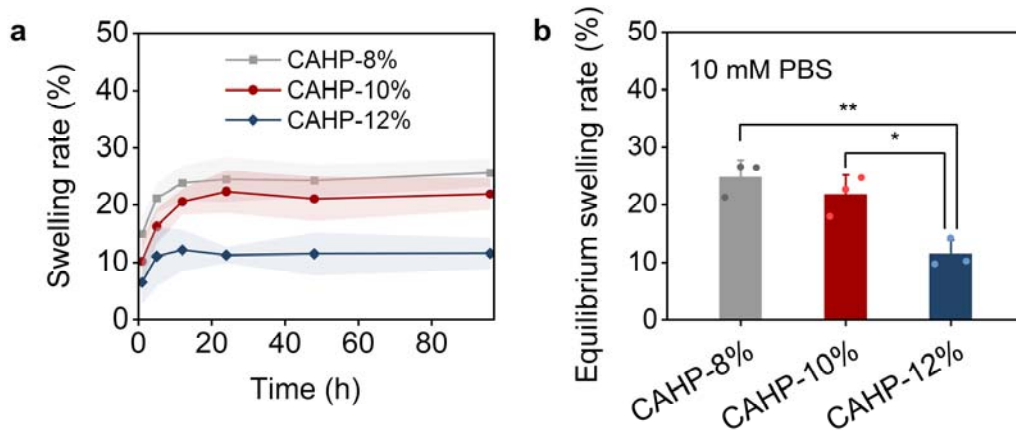 a
Swelling rate (%)
50
40
30
20
10
0
CAHP-8%
CAHP-10%
CAHP-12%
0
20
40
60
80
Time (h)
b
Equilibrium swelling rate (%)
50
40
30
20
10
0
10 mM PBS
**
*
CAHP-8%
CAHP-10%
CAHP-12%